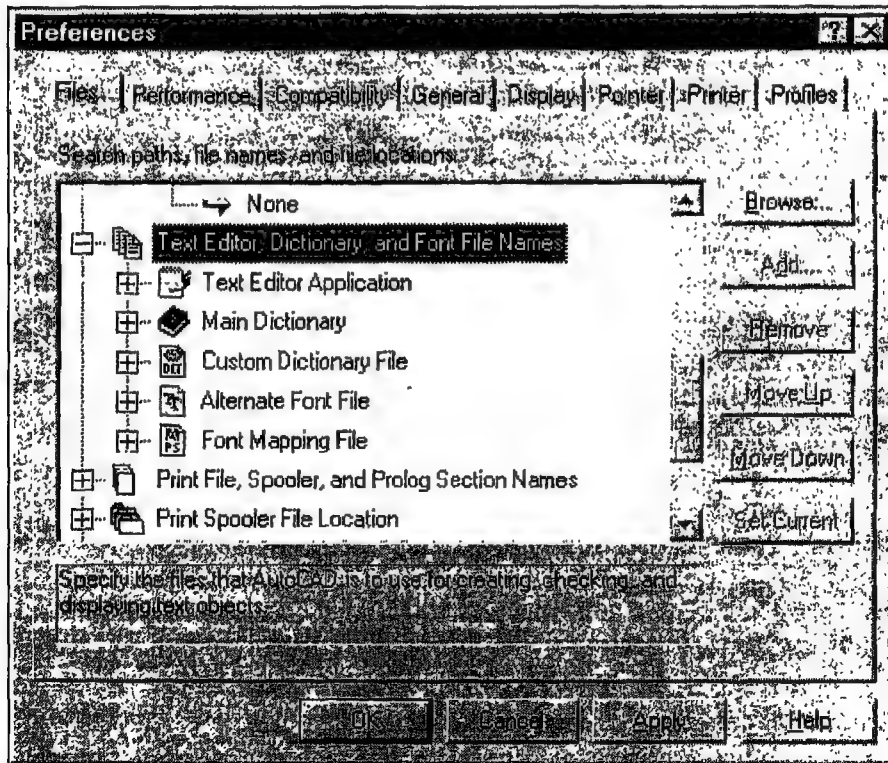 Preferences
Files Performance Compatibility General Display Pointer Printer Profiles
Search paths, file names, and file locations:
None
Browse...
Text Editor, Dictionary, and Font File Names
Text Editor Application
Add...
Main Dictionary
Remove
Custom Dictionary File
Alternate Font File
Move Up
Font Mapping File
Move Down
Print File, Spooler, and Prolog Section Names
Print Spooler File Location
Set Current
Specify the files that AutoCAD is to use for creating, checking, and
displaying text objects.
OK Cancel Apply Help